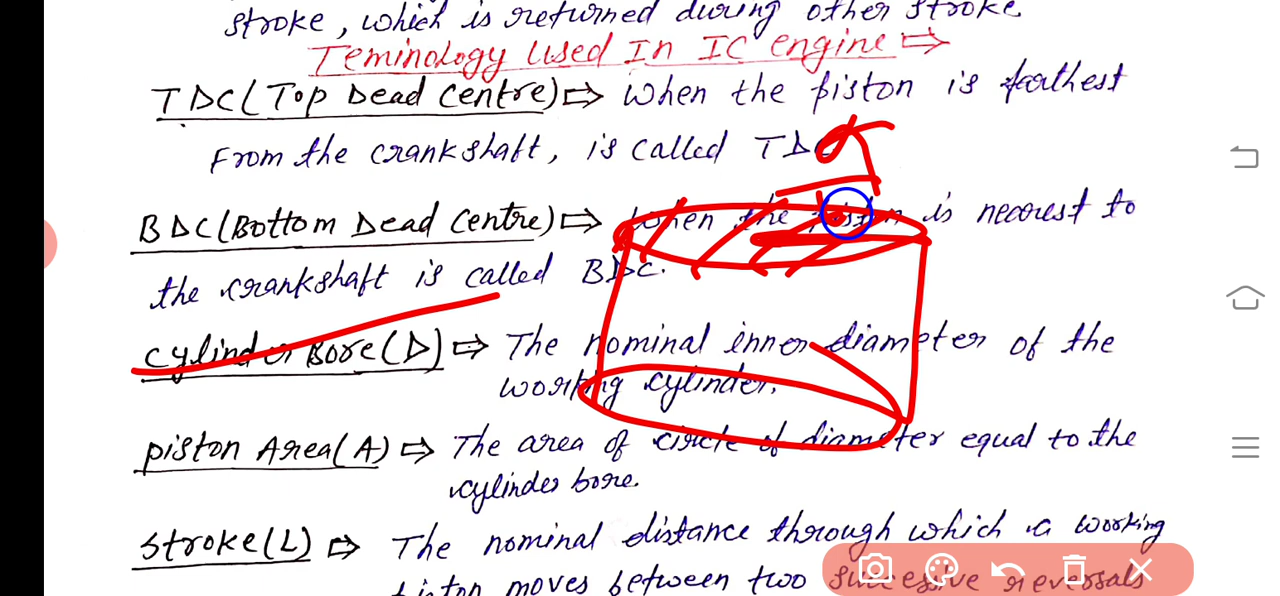 stroke, which is returned during other stroke
Teminology Used In IC engine ⇒
TDC(Top Dead Centre) ⇒ When the piston is farthest
From the crankshaft, is called TDC
BDC(Bottom Dead Centre) ⇒ When the piston is nearest to
the crankshaft is called BDC.
Cylinder Bore(D) ⇒ The nominal inner diameter of the
working cylinder.
piston Area(A) ⇒ The area of circle of diameter equal to the
cylinder bore.
Stroke(L) ⇒ The nominal distance through which a working
piston moves between two successive reversals